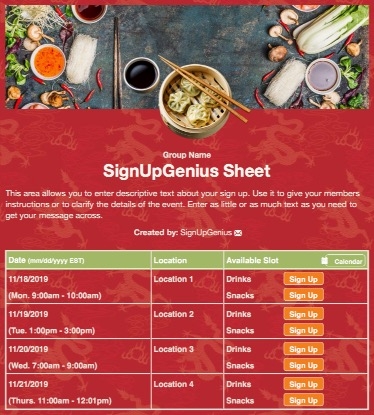 Group Name
SignUpGenius Sheet
This area allows you to enter descriptive text about your sign up. Use it to give your members
instructions or to clarify the details of the event. Enter as little or as much text as you need to
get your message across.
Created by: SignUpGenius
Date (mm/dd/yyyy EST) Location Available Slot Calendar
11/18/2019 Location 1 Drinks Sign Up
(Mon. 9:00am - 10:00am) Snacks Sign Up
11/19/2019 Location 2 Drinks Sign Up
(Tue. 1:00pm - 3:00pm) Snacks Sign Up
11/20/2019 Location 3 Drinks Sign Up
(Wed. 7:00am - 9:00am) Snacks Sign Up
11/21/2019 Location 4 Drinks Sign Up
(Thurs. 11:00am - 12:01pm) Snacks Sign Up